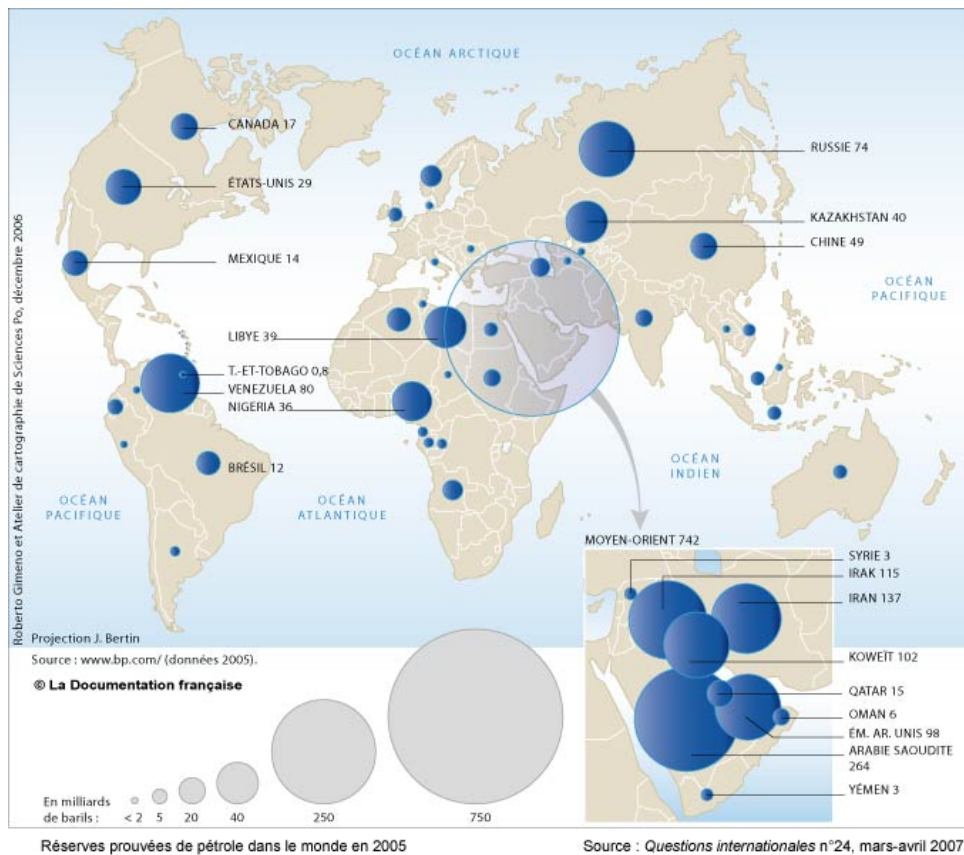 OCÉAN ARCTIQUE
CANADA 17
RUSSIE 74
ÉTATS-UNIS 29
KAZAKHSTAN 40
CHINE 49
MEXIQUE 14
OCÉAN
PACIFIQUE
LIBYE 39
T.-ET-TOBAGO 0,8
VENEZUELA 80
NIGERIA 36
BRÉSIL 12
OCÉAN
PACIFIQUE
OCÉAN
ATLANTIQUE
OCÉAN
INDIEN
MOYEN-ORIENT 742
SYRIE 3
IRAK 115
IRAN 137
KOWEÏT 102
QATAR 15
OMAN 6
ÉM. AR. UNIS 98
ARABIE SAOUDITE
264
YÉMEN 3
Roberto Gimeno et Atelier de cartographie de Sciences Po, décembre 2006
Projection J. Bertin
Source : www.bp.com/ (données 2005).
© La Documentation française
En milliards
de barils :
< 2 5 20 40 250 750
Réserves prouvées de pétrole dans le monde en 2005
Source : Questions internationales n°24, mars-avril 2007